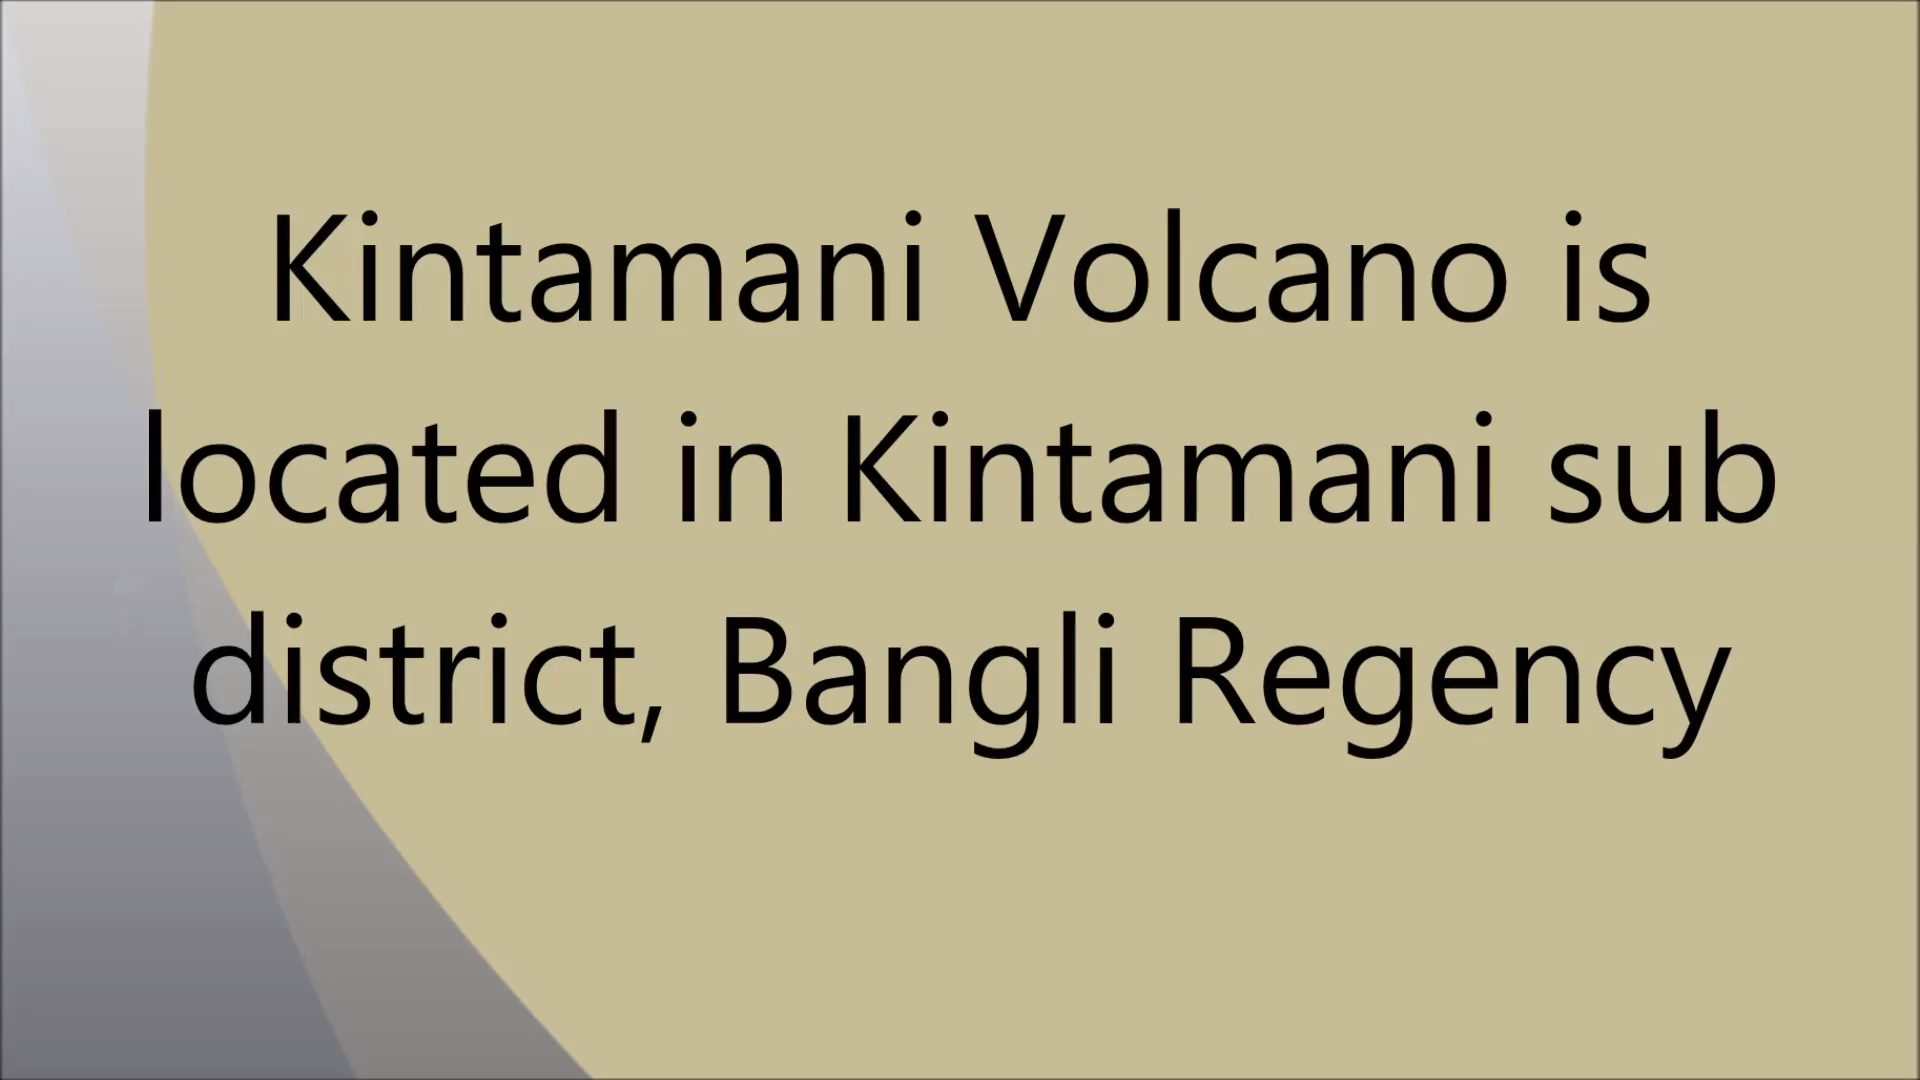 Kintamani Volcano is
located in Kintamani sub
district, Bangli Regency